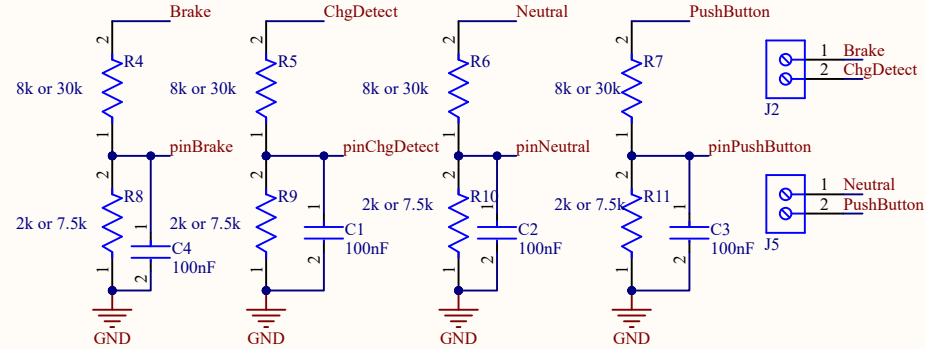 Brake
ChgDetect
Neutral
PushButton
2
R4
8k or 30k
1
2
R5
8k or 30k
1
2
R6
8k or 30k
1
2
R7
8k or 30k
1
1 Brake
2 ChgDetect
J2
pinBrake
pinChgDetect
pinNeutral
pinPushButton
2
R8
2k or 7.5k
1
1
C4
100nF
2
2
R9
2k or 7.5k
1
1
C1
100nF
2
2
R10
2k or 7.5k
1
1
C2
100nF
2
2
R11
2k or 7.5k
1
1
C3
100nF
2
1 Neutral
2 PushButton
J5
GND
GND
GND
GND